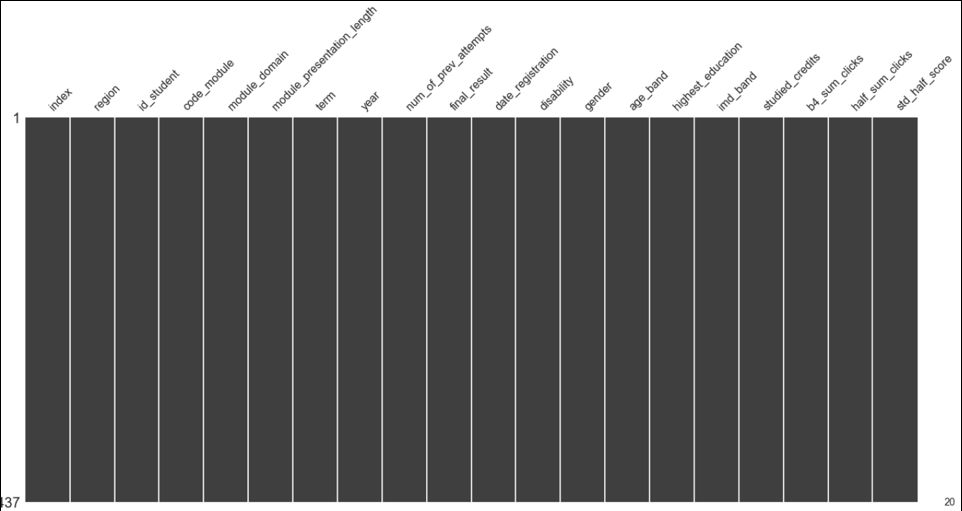 index
region
id_student
code_module
module_domain
module_presentation_length
term
year
num_of_prev_attempts
final_result
date_registration
disability
gender
age_band
highest_education
imd_band
studied_credits
b4_sum_clicks
half_sum_clicks
std_half_score
1
437
20